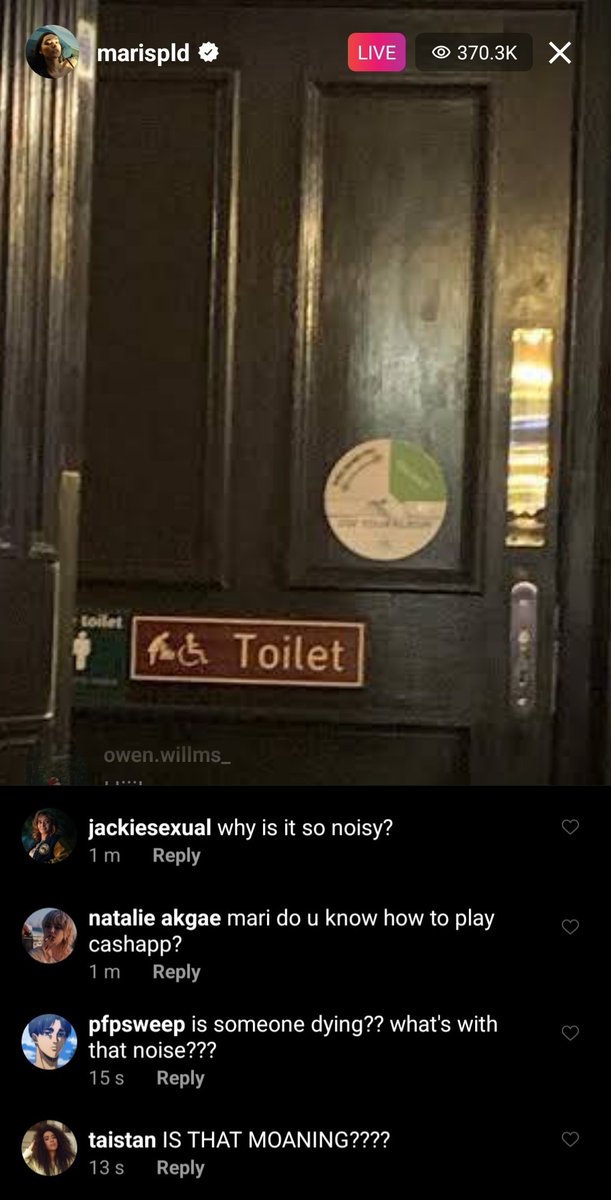 marispld
LIVE
370.3K
toilet
Toilet
owen.willms_
jackiesexual why is it so noisy?
1 m Reply
natalie akgae mari do u know how to play
cashapp?
1 m Reply
pfpsweep is someone dying?? what's with
that noise???
15 s Reply
taistan IS THAT MOANING????
13 s Reply